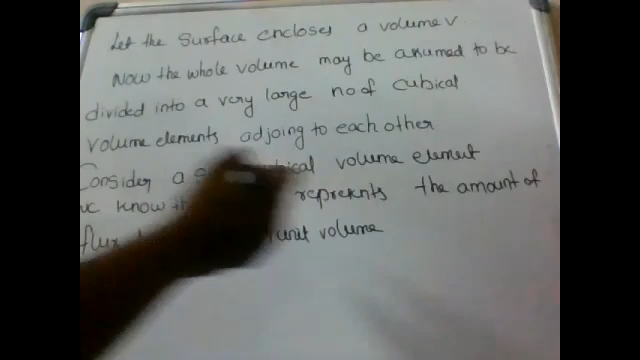 Let the surface encloses a volume v
Now the whole volume may be assumed to be
divided into a very large no of cubical
volume elements adjoing to each other
Consider a volume element
we know represents the amount of
flux unit volume